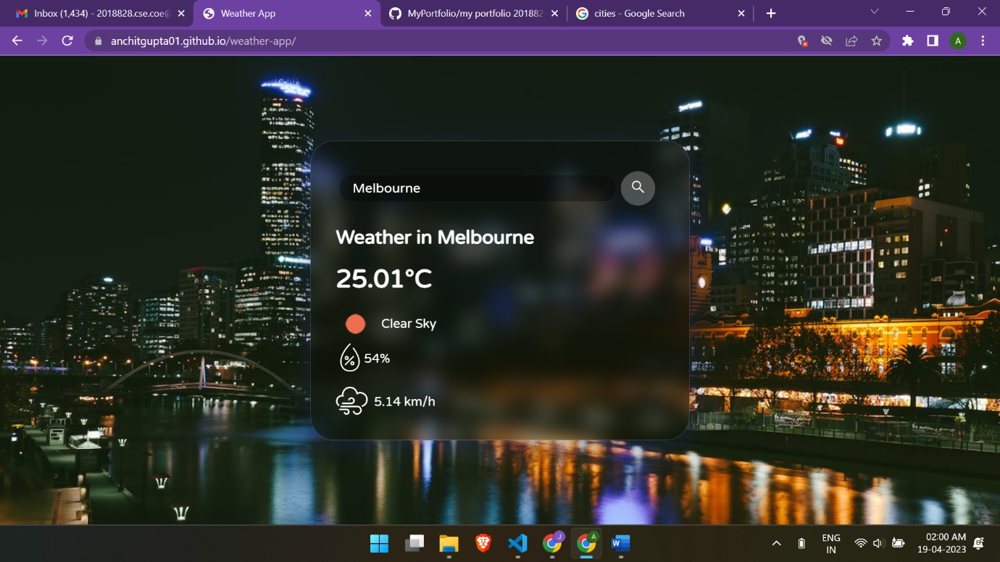 Inbox (1,434) - 2018828.cse.coe@
Weather App
MyPortfolio/my portfolio 201882
cities - Google Search
anchitgupta01.github.io/weather-app/
A
Melbourne
Weather in Melbourne
25.01°C
Clear Sky
%
54%
5.14 km/h
J
A
W
ENG
IN
02:00 AM
19-04-2023